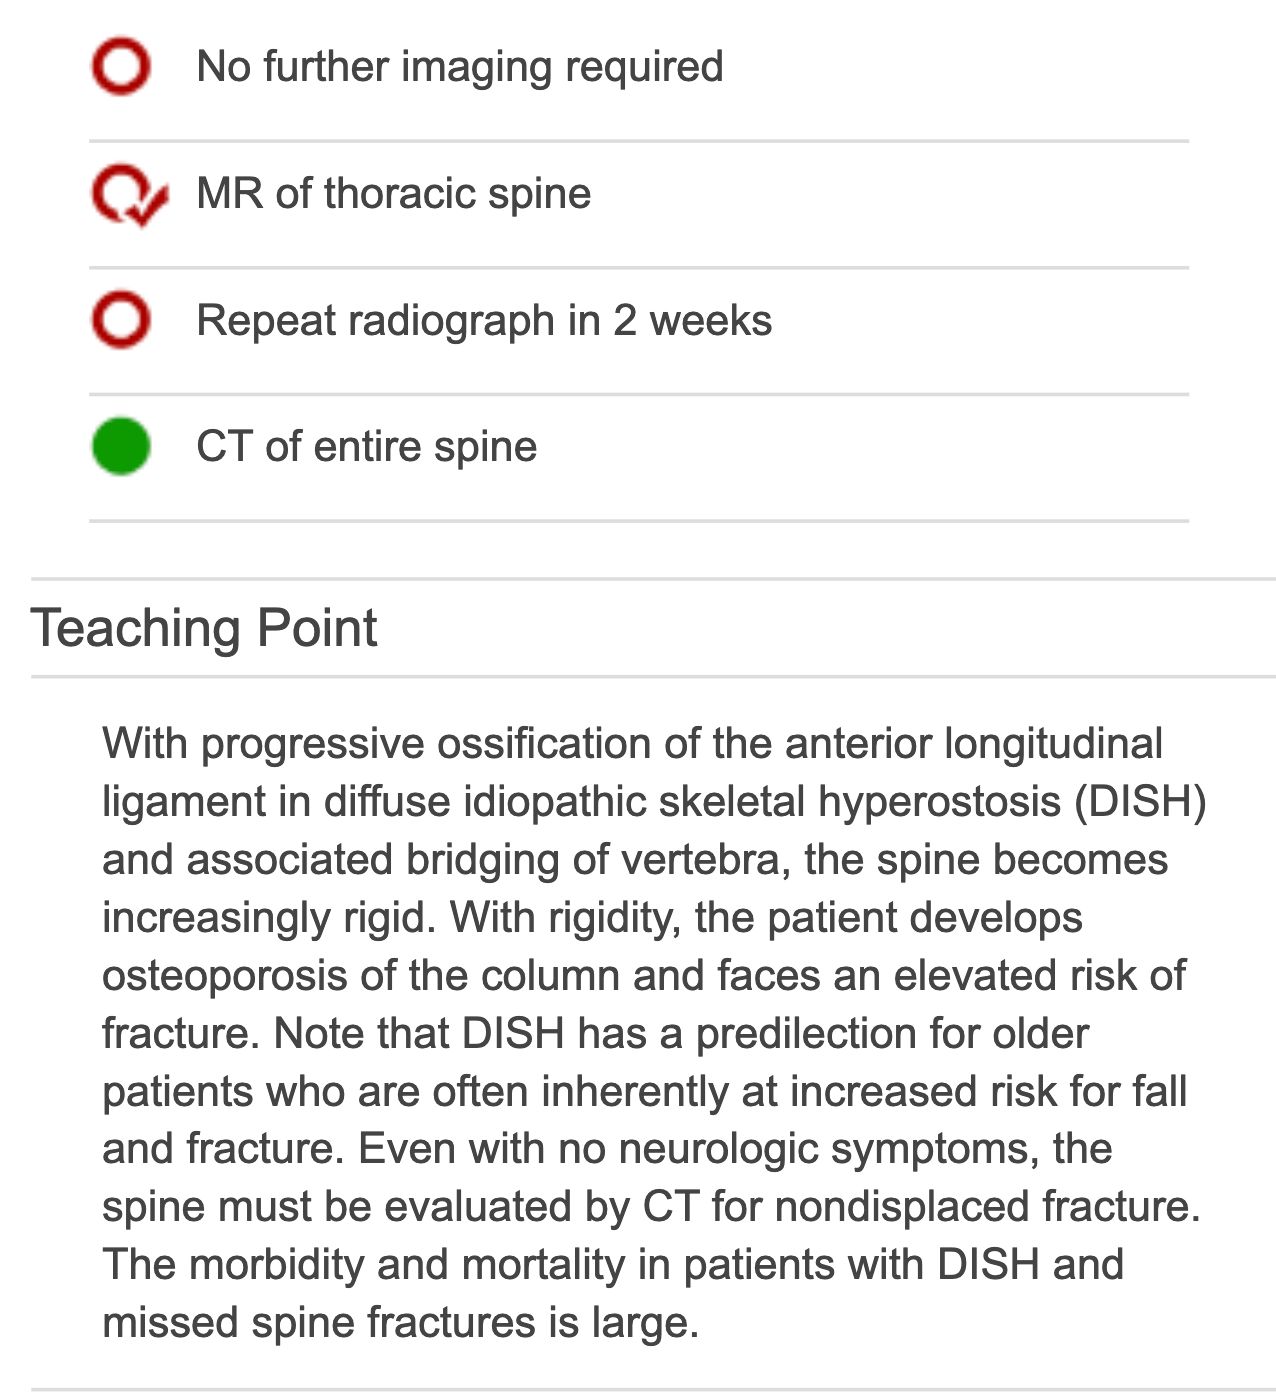 No further imaging required
MR of thoracic spine
Repeat radiograph in 2 weeks
CT of entire spine
Teaching Point
With progressive ossification of the anterior longitudinal
ligament in diffuse idiopathic skeletal hyperostosis (DISH)
and associated bridging of vertebra, the spine becomes
increasingly rigid. With rigidity, the patient develops
osteoporosis of the column and faces an elevated risk of
fracture. Note that DISH has a predilection for older
patients who are often inherently at increased risk for fall
and fracture. Even with no neurologic symptoms, the
spine must be evaluated by CT for nondisplaced fracture.
The morbidity and mortality in patients with DISH and
missed spine fractures is large.